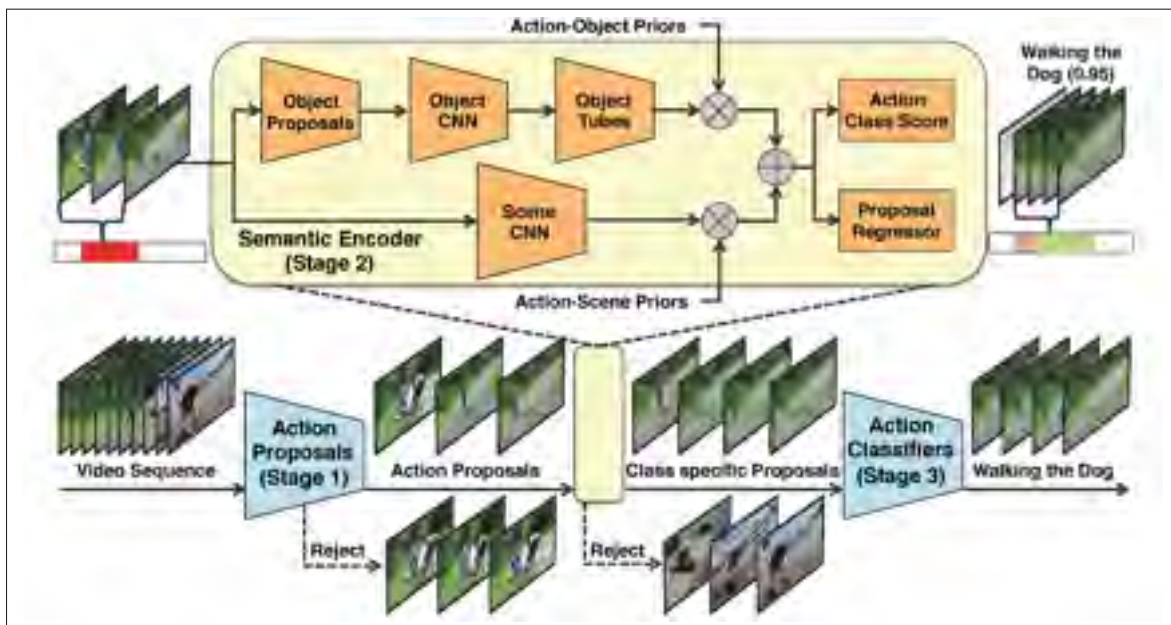 Action-Object Priors
Walking the
Dog (0.95)
Object
Proposals
Object
CNN
Object
Tubes
Action
Class Score
Scene
CNN
Proposal
Regressor
Semantic Encoder
(Stage 2)
Action-Scene Priors
Video Sequence
Action
Proposals
(Stage 1)
Action Proposals
Class specific Proposals
Action
Classifiers
(Stage 3)
Walking the Dog
Reject
Reject